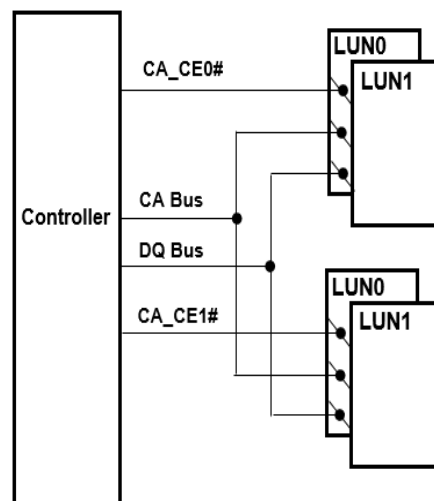 CA_CE0#
LUN0
LUN1
CA Bus
Controller
DQ Bus
CA_CE1#
LUN0
LUN1